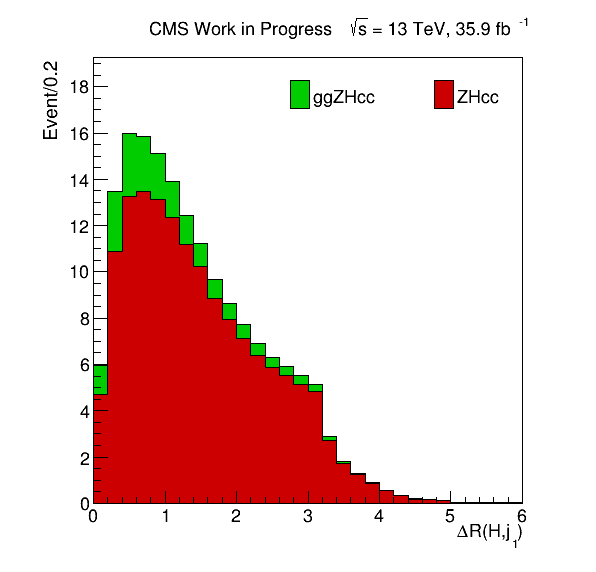 CMS Work in Progress √s = 13 TeV, 35.9 fb⁻¹
Event/0.2
ggZHcc ZHcc
18
16
14
12
10
8
6
4
2
0
0 1 2 3 4 5 6
ΔR(H,j₁)